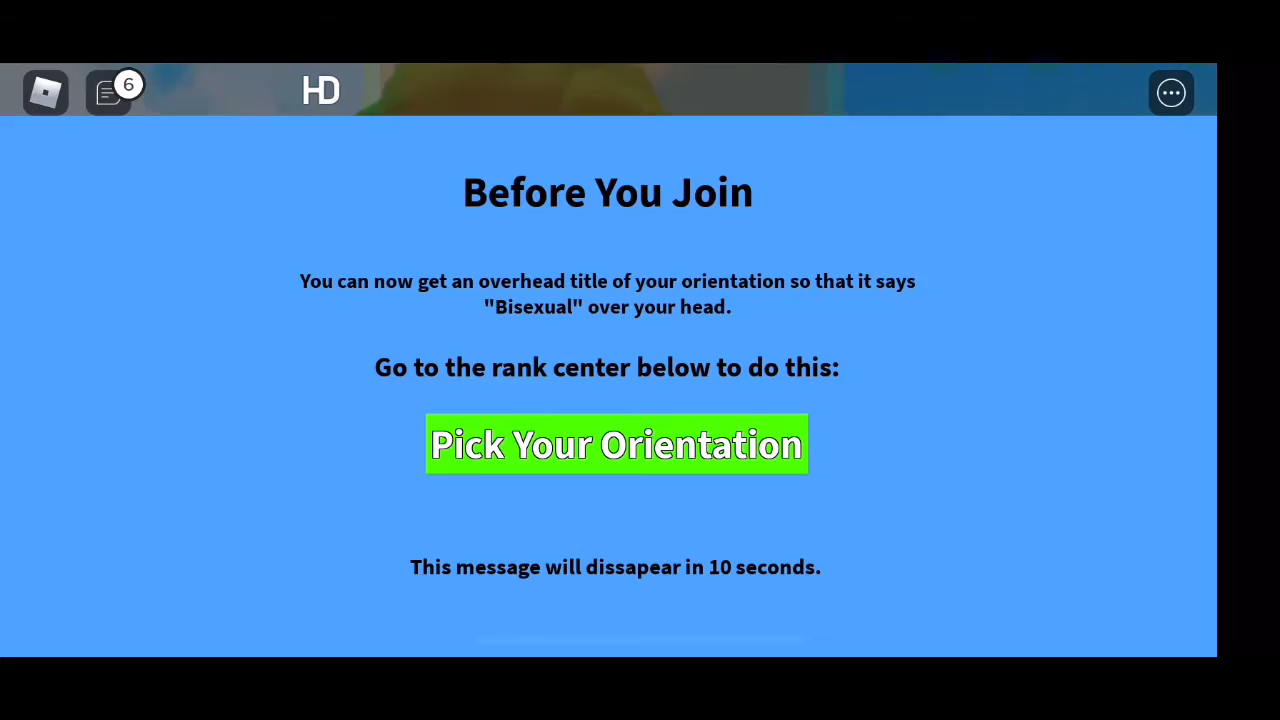 6
HD
Before You Join
You can now get an overhead title of your orientation so that it says
"Bisexual" over your head.
Go to the rank center below to do this:
Pick Your Orientation
This message will dissapear in 10 seconds.